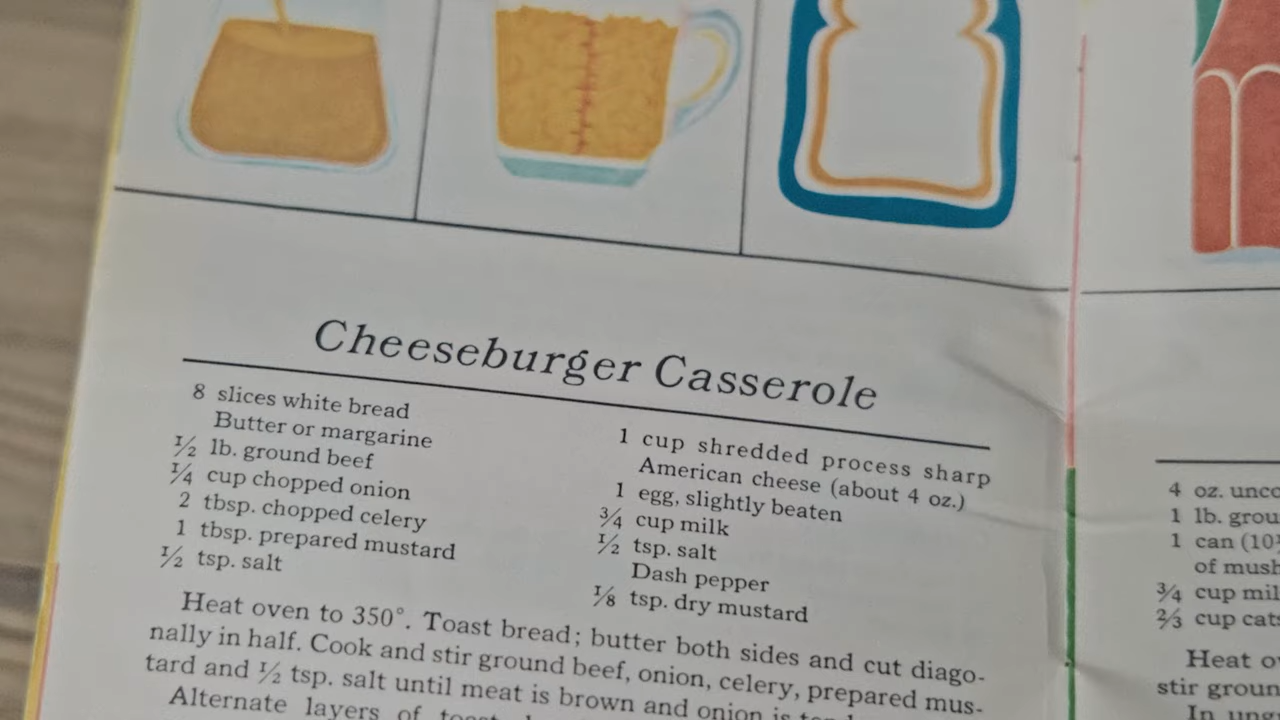 Cheeseburger Casserole
8 slices white bread
Butter or margarine
1/2 lb. ground beef
1/4 cup chopped onion
2 tbsp. chopped celery
1 tbsp. prepared mustard
1/2 tsp. salt
1 cup shredded process sharp
American cheese (about 4 oz.)
1 egg, slightly beaten
3/4 cup milk
1/2 tsp. salt
Dash pepper
1/8 tsp. dry mustard
Heat oven to 350°. Toast bread; butter both sides and cut diago-
nally in half. Cook and stir ground beef, onion, celery, prepared mus-
tard and 1/2 tsp. salt until meat is brown and onion is
Alternate layers of toast
4 oz.
1 lb.
1 can
of
3/4 cup
2/3 cup
Heat
stir
In